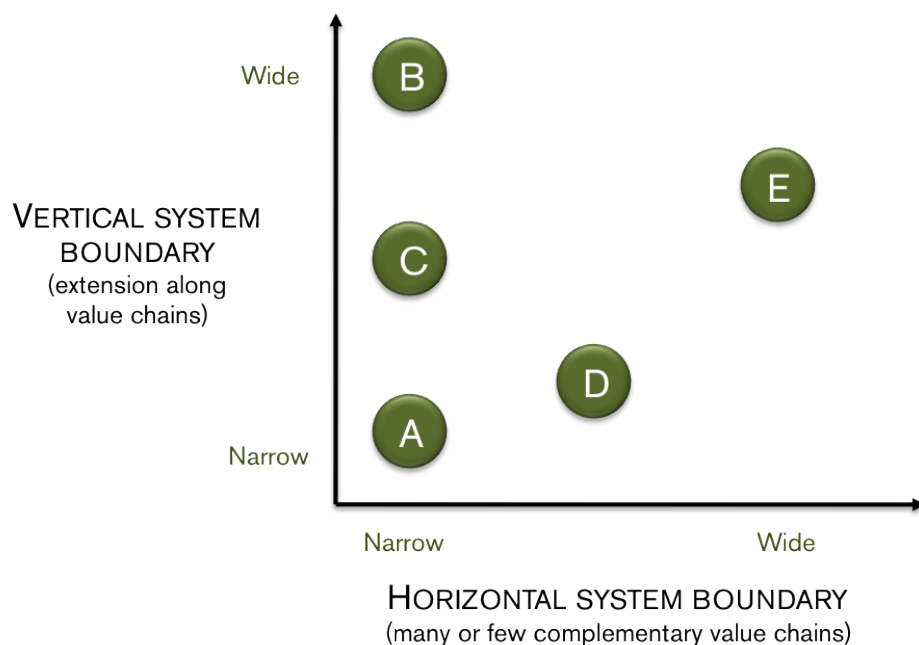 B
Wide
E
VERTICAL SYSTEM
BOUNDARY
(extension along
value chains)
C
D
A
Narrow
Narrow
Wide
HORIZONTAL SYSTEM BOUNDARY
(many or few complementary value chains)